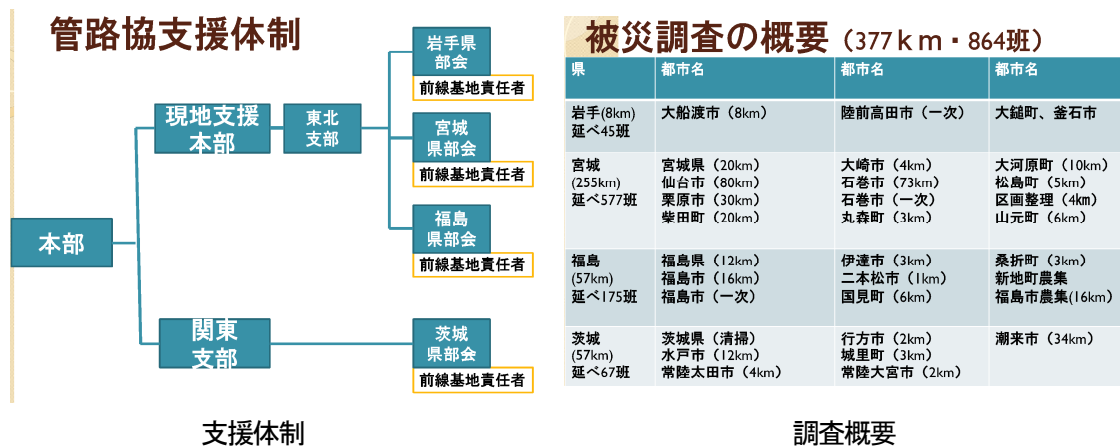 管路協支援体制
本部
現地支援
本部
東北
支部
岩手県
部会
前線基地責任者
宮城
県部会
前線基地責任者
福島
県部会
前線基地責任者
関東
支部
茨城
県部会
前線基地責任者
支援体制
被災調査の概要（377ｋｍ・864班）
県 都市名 都市名 都市名
岩手(8km)
延べ45班
大船渡市（8km）
陸前高田市（一次）
大鎚町、釜石市
宮城
(255km)
延べ577班
宮城県（20km）
仙台市（80km）
栗原市（30km）
柴田町（20km）
大崎市（4km）
石巻市（73km）
石巻市（一次）
丸森町（3km）
大河原町（10km）
松島町（5km）
区画整理（4㎞）
山元町（6km）
福島
(57km)
延べ175班
福島県（12km）
福島市（16km）
福島市（一次）
伊達市（3km）
二本松市（1km）
国見町（6km）
桑折町（3km）
新地町農集
福島市農集(16km）
茨城
(57km)
延べ67班
茨城県（清掃）
水戸市（12km）
常陸太田市（4km）
行方市（2km）
城里町（3km）
常陸大宮市（2km）
潮来市（34km）
調査概要